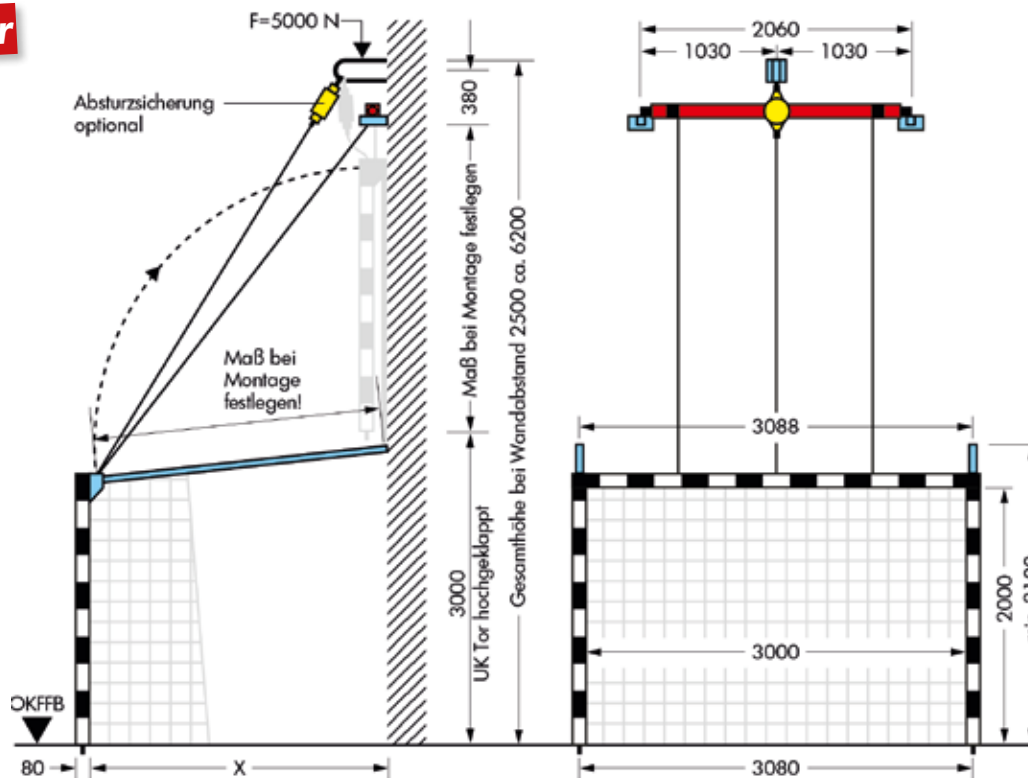 r
F=5000 N
Absturzsicherung
optional
380
Maß bei Montage festlegen
Gesamthöhe bei Wandabstand 2500 ca. 6200
Maß bei
Montage
festlegen!
3000
UK Tor hochgeklappt
OKFFB
80
X
2060
1030
1030
3088
2000
3000
3080